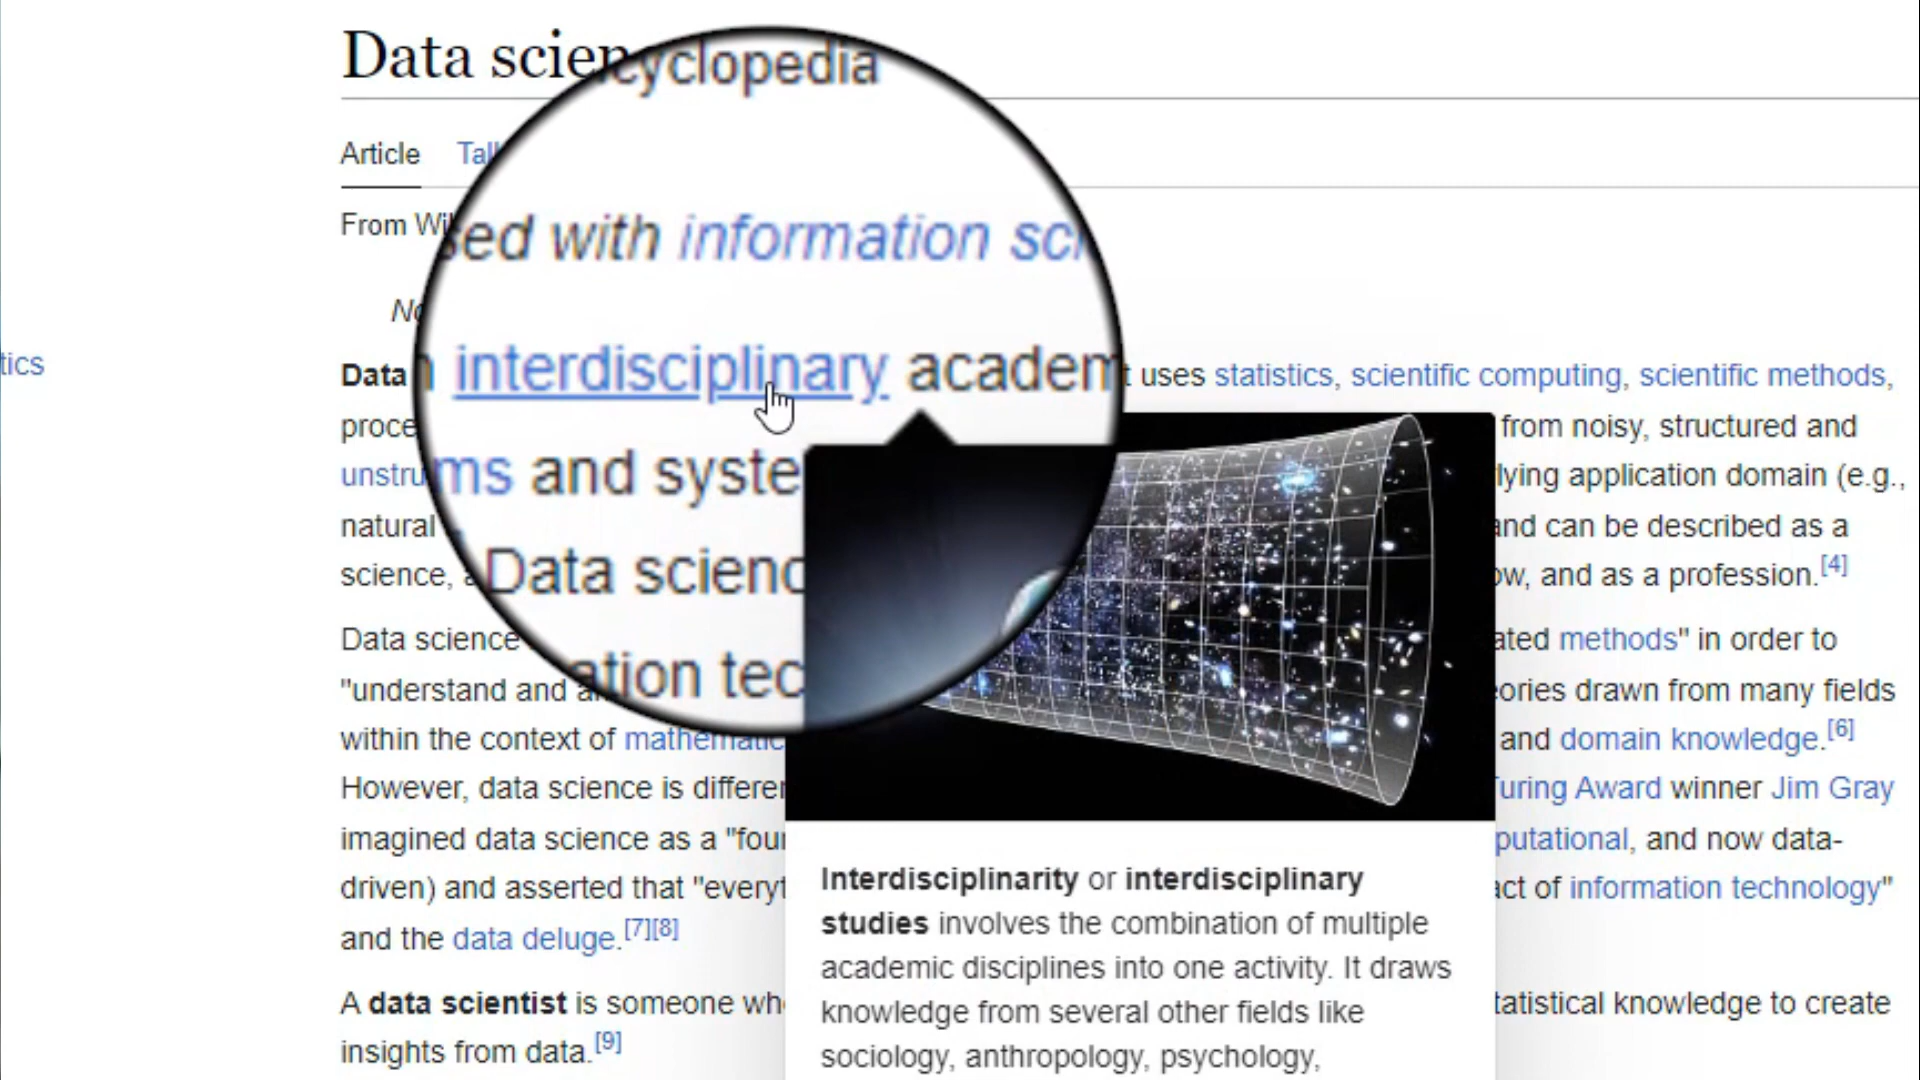 Data scien
cyclopedia
Article Tal
From Wi
sed with information sci
No
tics
Data
interdisciplinary academ
uses statistics, scientific computing, scientific methods,
proce
from noisy, structured and
unstru
ms and syste
lying application domain (e.g.,
natural
and can be described as a
science,
Data scienc
ow, and as a profession.[4]
Data science
ated methods" in order to
ation tec
"understand and a
ories drawn from many fields
within the context of mathematic
and domain knowledge.[6]
However, data science is differen
uring Award winner Jim Gray
imagined data science as a "four
putational, and now data-
driven) and asserted that "everyt
act of information technology"
and the data deluge.[7][8]
A data scientist is someone wh
tatistical knowledge to create
insights from data.[9]
Interdisciplinarity or interdisciplinary
studies involves the combination of multiple
academic disciplines into one activity. It draws
knowledge from several other fields like
sociology, anthropology, psychology,